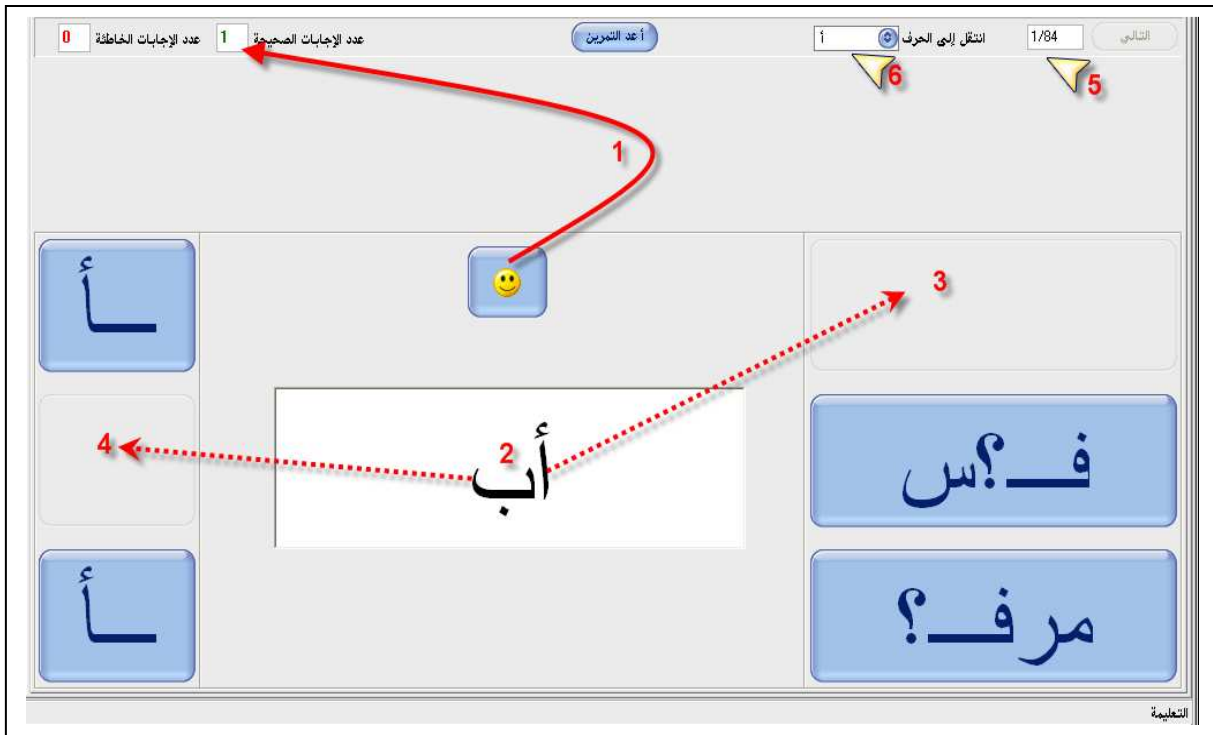 التالي 1/84 انتقل إلى الحرف أ أعد التمرين عدد الإجابات الصحيحة 1 عدد الإجابات الخاطئة 0
6 5
1
ـأ
3
4 2 أب فـ؟س
ـأ مرفـ؟
التعليمة